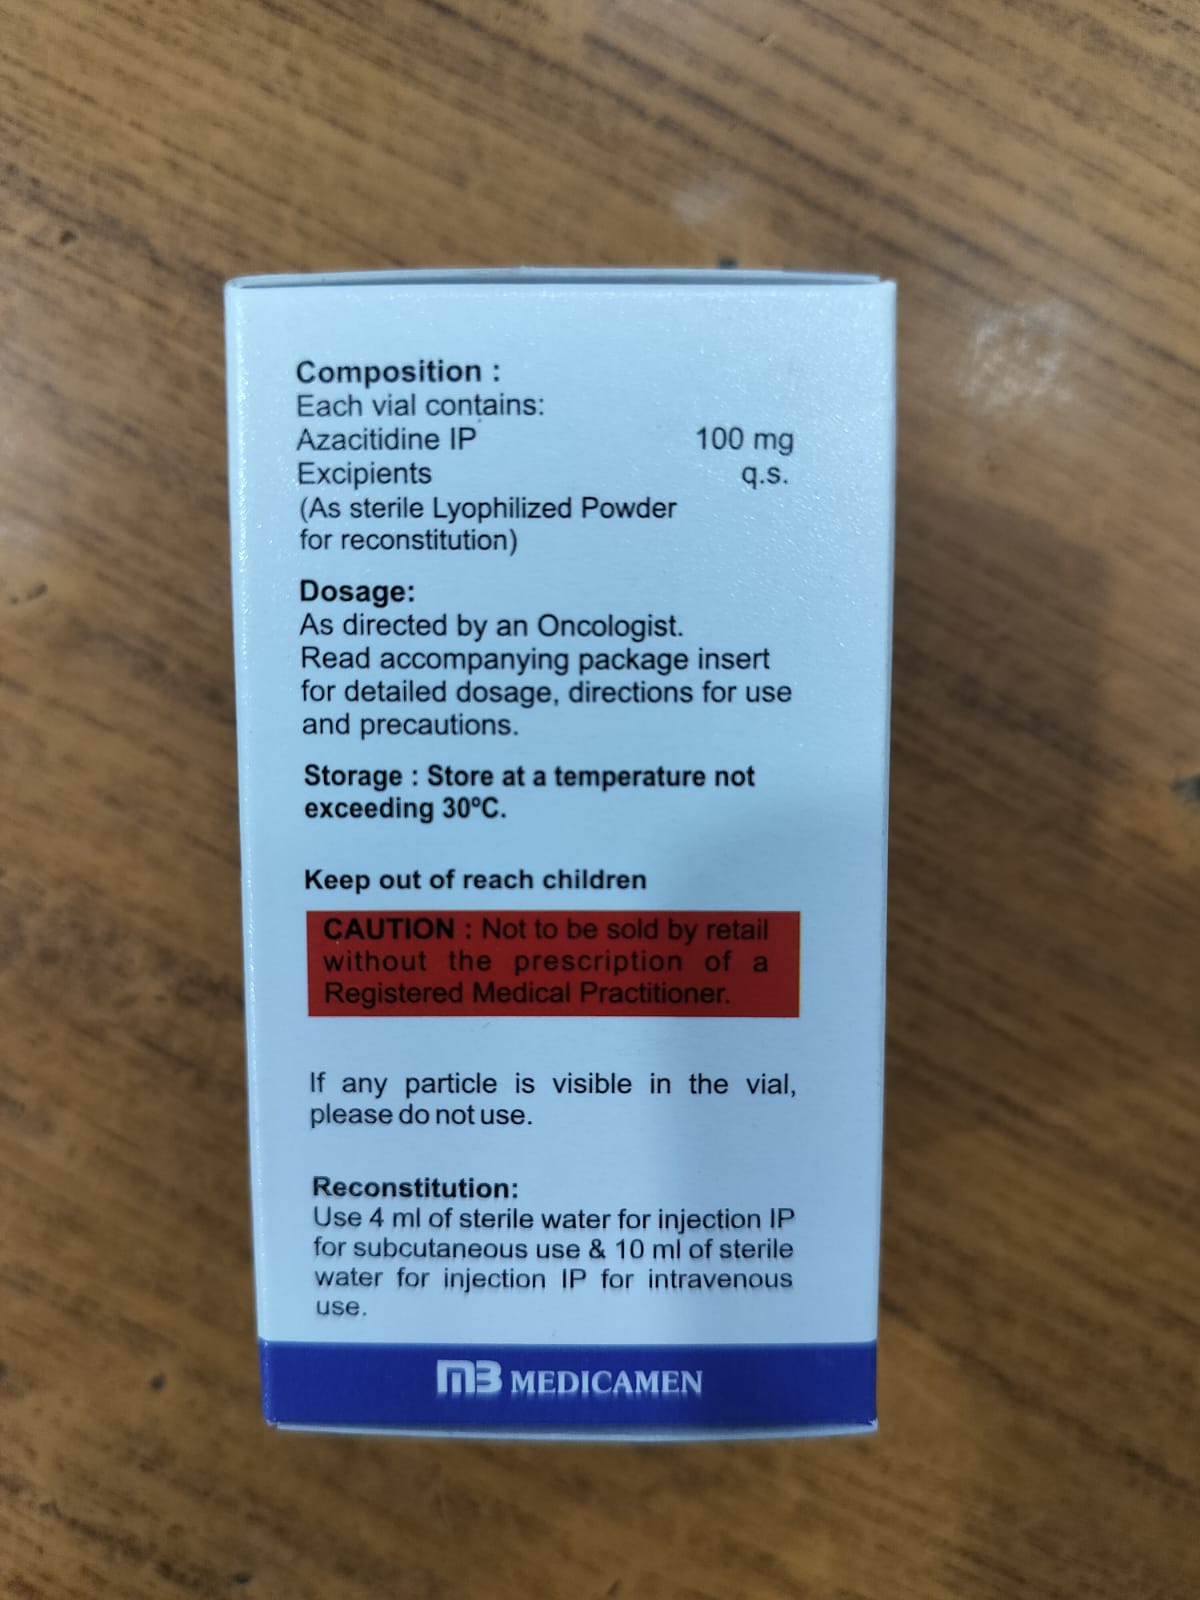 Composition :
Each vial contains:
Azacitidine IP 100 mg
Excipients q.s.
(As sterile Lyophilized Powder
for reconstitution)
Dosage:
As directed by an Oncologist.
Read accompanying package insert
for detailed dosage, directions for use
and precautions.
Storage : Store at a temperature not
exceeding 30ºC.
Keep out of reach children
CAUTION : Not to be sold by retail
without the prescription of a
Registered Medical Practitioner.
If any particle is visible in the vial,
please do not use.
Reconstitution:
Use 4 ml of sterile water for injection IP
for subcutaneous use & 10 ml of sterile
water for injection IP for intravenous
use.
MB MEDICAMEN